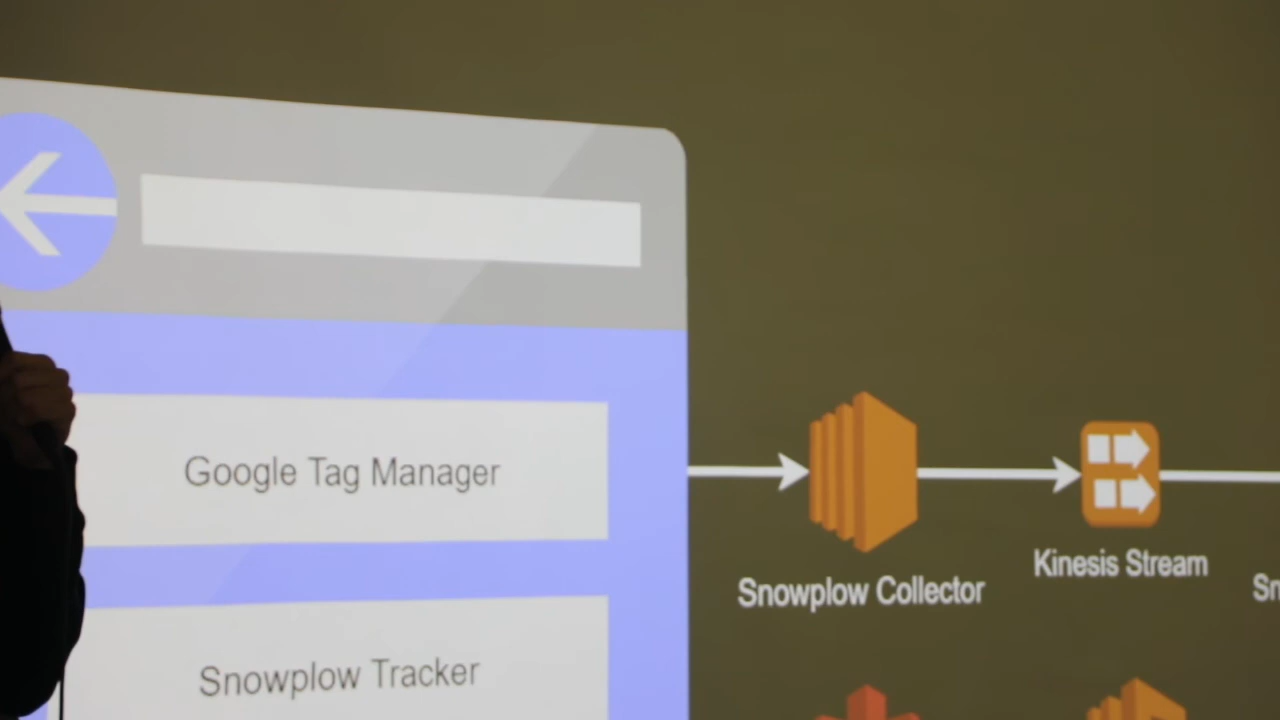 Google Tag Manager
Snowplow Tracker
Snowplow Collector
Kinesis Stream